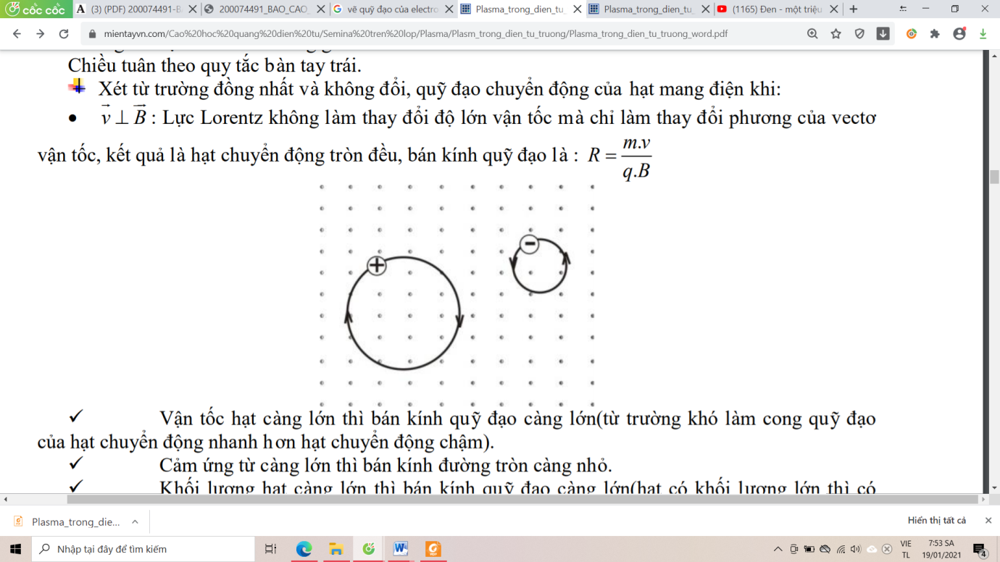 cốc cốc
(3) (PDF) 200074491-B
200074491_BAO_CAO_
vẽ quỹ đạo của electro
Plasma_trong_dien_tu_
Plasma_trong_dien_tu_
(1165) Đen - một triệu
mientayvn.com/Cao%20hoc%20quang%20dien%20tu/Semina%20tren%20lop/Plasma/Plasm_trong_dien_tu_truong/Plasma_trong_dien_tu_truong_word.pdf
Chiều tuân theo quy tắc bàn tay trái.
Xét từ trường đồng nhất và không đổi, quỹ đạo chuyển động của hạt mang điện khi:
• v⃗ ⊥ B⃗ : Lực Lorentz không làm thay đổi độ lớn vận tốc mà chỉ làm thay đổi phương của vectơ
vận tốc, kết quả là hạt chuyển động tròn đều, bán kính quỹ đạo là : R = m.v / q.B
+
-
✓ Vận tốc hạt càng lớn thì bán kính quỹ đạo càng lớn(từ trường khó làm cong quỹ đạo
của hạt chuyển động nhanh hơn hạt chuyển động chậm).
✓ Cảm ứng từ càng lớn thì bán kính đường tròn càng nhỏ.
✓ Khối lượng hạt càng lớn thì bán kính quỹ đạo càng lớn(hạt có khối lượng lớn thì có
Plasma_trong_die...
Hiển thị tất cả
Nhập tại đây để tìm kiếm
VIE
TL
7:53 SA
19/01/2021
4